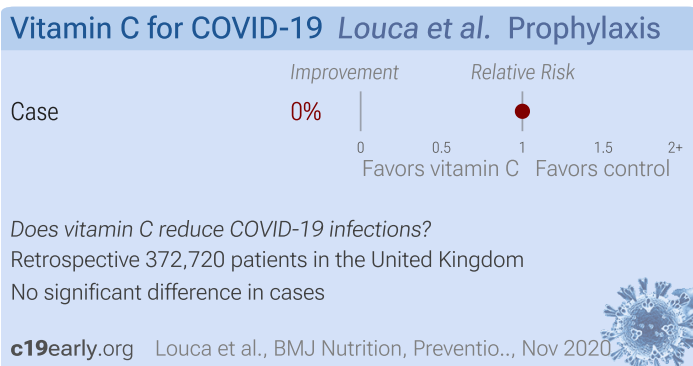 Vitamin C for COVID-19 Louca et al. Prophylaxis
Improvement Relative Risk
Case 0%
0 0.5 1 1.5 2+
Favors vitamin C Favors control
Does vitamin C reduce COVID-19 infections?
Retrospective 372,720 patients in the United Kingdom
No significant difference in cases
c19early.org Louca et al., BMJ Nutrition, Preventio.., Nov 2020